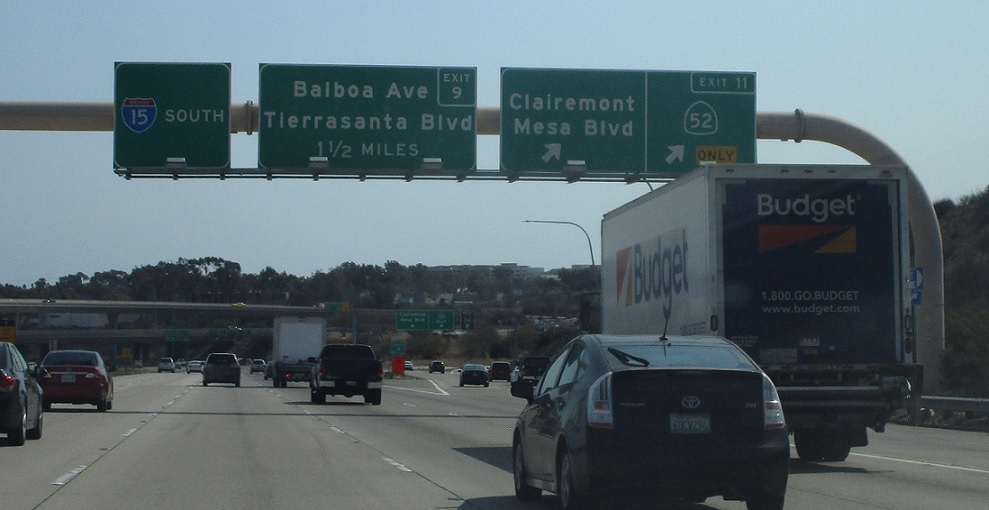 15 SOUTH
Balboa Ave
EXIT 9
Tierrasanta Blvd
1 1/2 MILES
Clairemont
Mesa Blvd
EXIT 11
52
ONLY
Budget
1.800.GO.BUDGET
www.budget.com
Budget